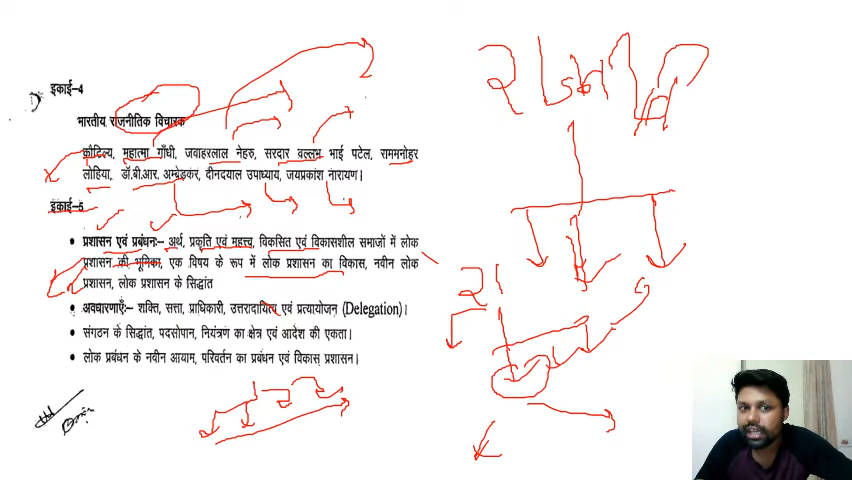 इकाई-4
भारतीय राजनीतिक विचारक
कौटिल्य, महात्मा गाँधी, जवाहरलाल नेहरु, सरदार वल्लभ भाई पटेल, राममनोहर
लोहिया, डॉ.बी.आर. अम्बेडकर, दीनदयाल उपाध्याय, जयप्रकांश नारायण।
इकाई-5
• प्रशासन एवं प्रबंधनः- अर्थ, प्रकृति एवं महत्त्व, विकसित एवं विकासशील समाजों में लोक
प्रशासन की भूमिका, एक विषय के रूप में लोक प्रशासन का विकास, नवीन लोक
प्रशासन, लोक प्रशासन के सिद्धांत
• अवधारणाएँ:- शक्ति, सत्ता, प्राधिकारी, उत्तरादायित्व एवं प्रत्यायोजन (Delegation)।
• संगठन के सिद्धांत, पदसोपान, नियंत्रण का क्षेत्र एवं आदेश की एकता।
• लोक प्रबंधन के नवीन आयाम, परिवर्तन का प्रबंधन एवं विकास प्रशासन।